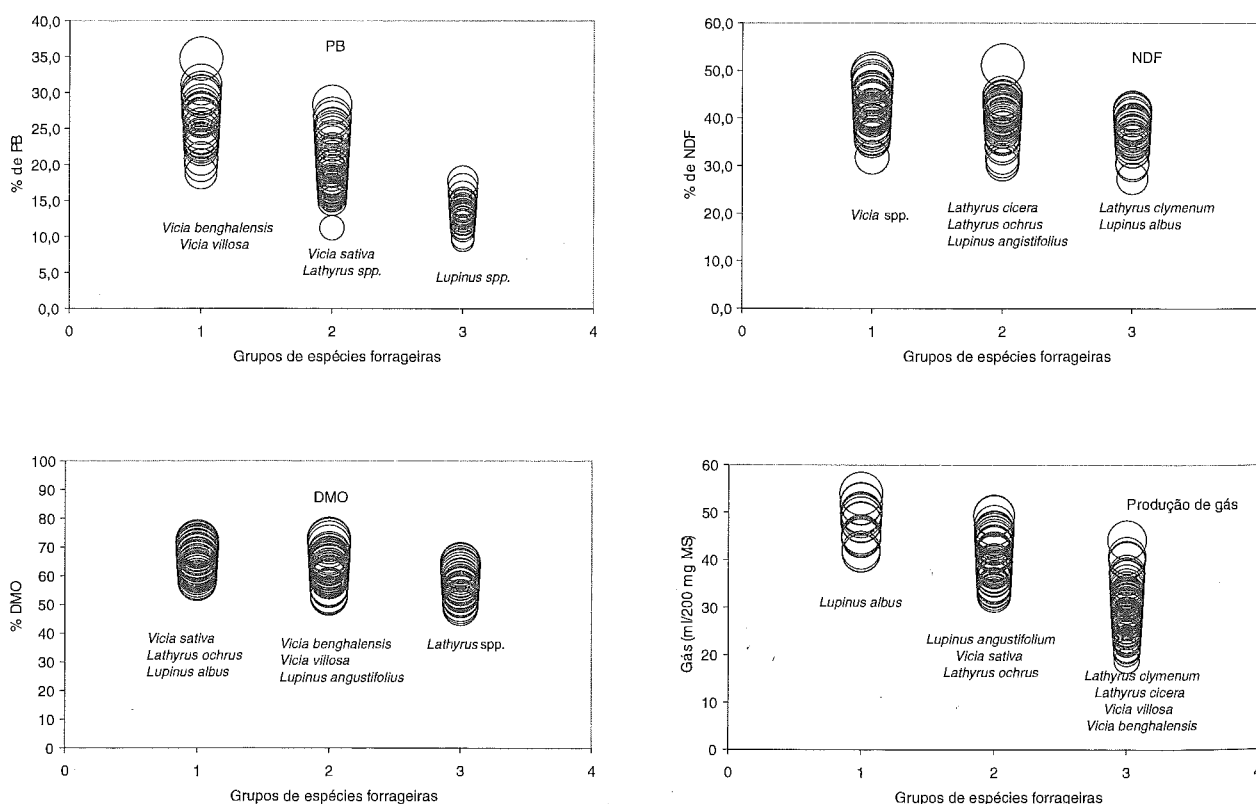 PB
% de PB
40,0
35,0
30,0
25,0
20,0
15,0
10,0
5,0
0,0
Vicia benghalensis
Vicia villosa
Vicia sativa
Lathyrus spp.
Lupinus spp.
0 1 2 3 4
Grupos de espécies forrageiras
NDF
% de NDF
60,0
50,0
40,0
30,0
20,0
10,0
0,0
Vicia spp.
Lathyrus cicera
Lathyrus ochrus
Lupinus angistifolius
Lathyrus clymenum
Lupinus albus
0 1 2 3
Grupos de espécies forrageiras
DMO
% DMO
100
90
80
70
60
50
40
30
20
10
0
Vicia sativa
Lathyrus ochrus
Lupinus albus
Vicia benghalensis
Vicia villosa
Lupinus angustifolius
Lathyrus spp.
0 1 2 3 4
Grupos de espécies forrageiras
Produção de gás
Gás (ml/200 mg MS)
60
50
40
30
20
10
0
Lupinus albus
Lupinus angustifolium
Vicia sativa
Lathyrus ochrus
Lathyrus clymenum
Lathyrus cicera
Vicia villosa
Vicia benghalensis
0 1 2 3 4
Grupos de espécies forrageiras